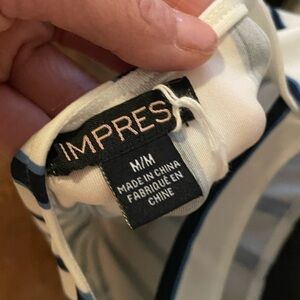 IMPRES
M/M
MADE IN CHINA
FABRIQUÉ EN
CHINE